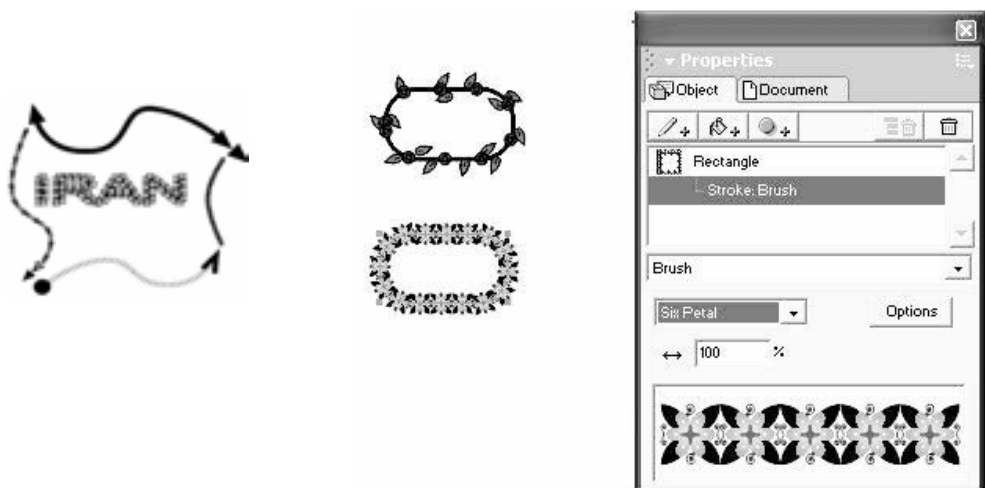 IRAN
Properties
Object Document
Rectangle
Stroke: Brush
Brush
Six Petal
Options
100 %